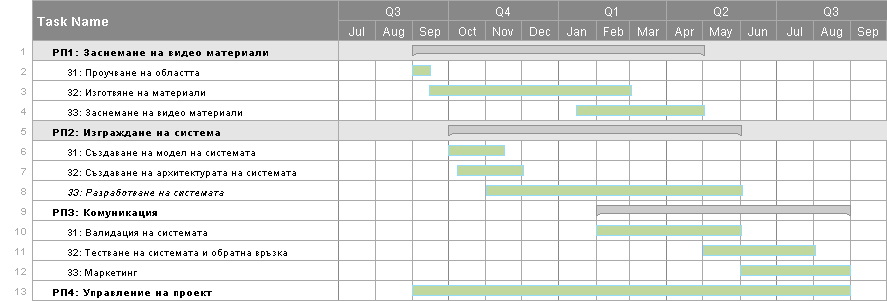 Task Name
Q3 Q4 Q1 Q2 Q3
Jul Aug Sep Oct Nov Dec Jan Feb Mar Apr May Jun Jul Aug Sep
1 РП1: Заснемане на видео материали
2 З1: Проучване на областта
3 З2: Изготвяне на материали
4 З3: Заснемане на видео материали
5 РП2: Изграждане на система
6 З1: Създаване на модел на системата
7 З2: Създаване на архитектурата на системата
8 З3: Разработване на системата
9 РП3: Комуникация
10 З1: Валидация на системата
11 З2: Тестване на системата и обратна връзка
12 З3: Маркетинг
13 РП4: Управление на проект